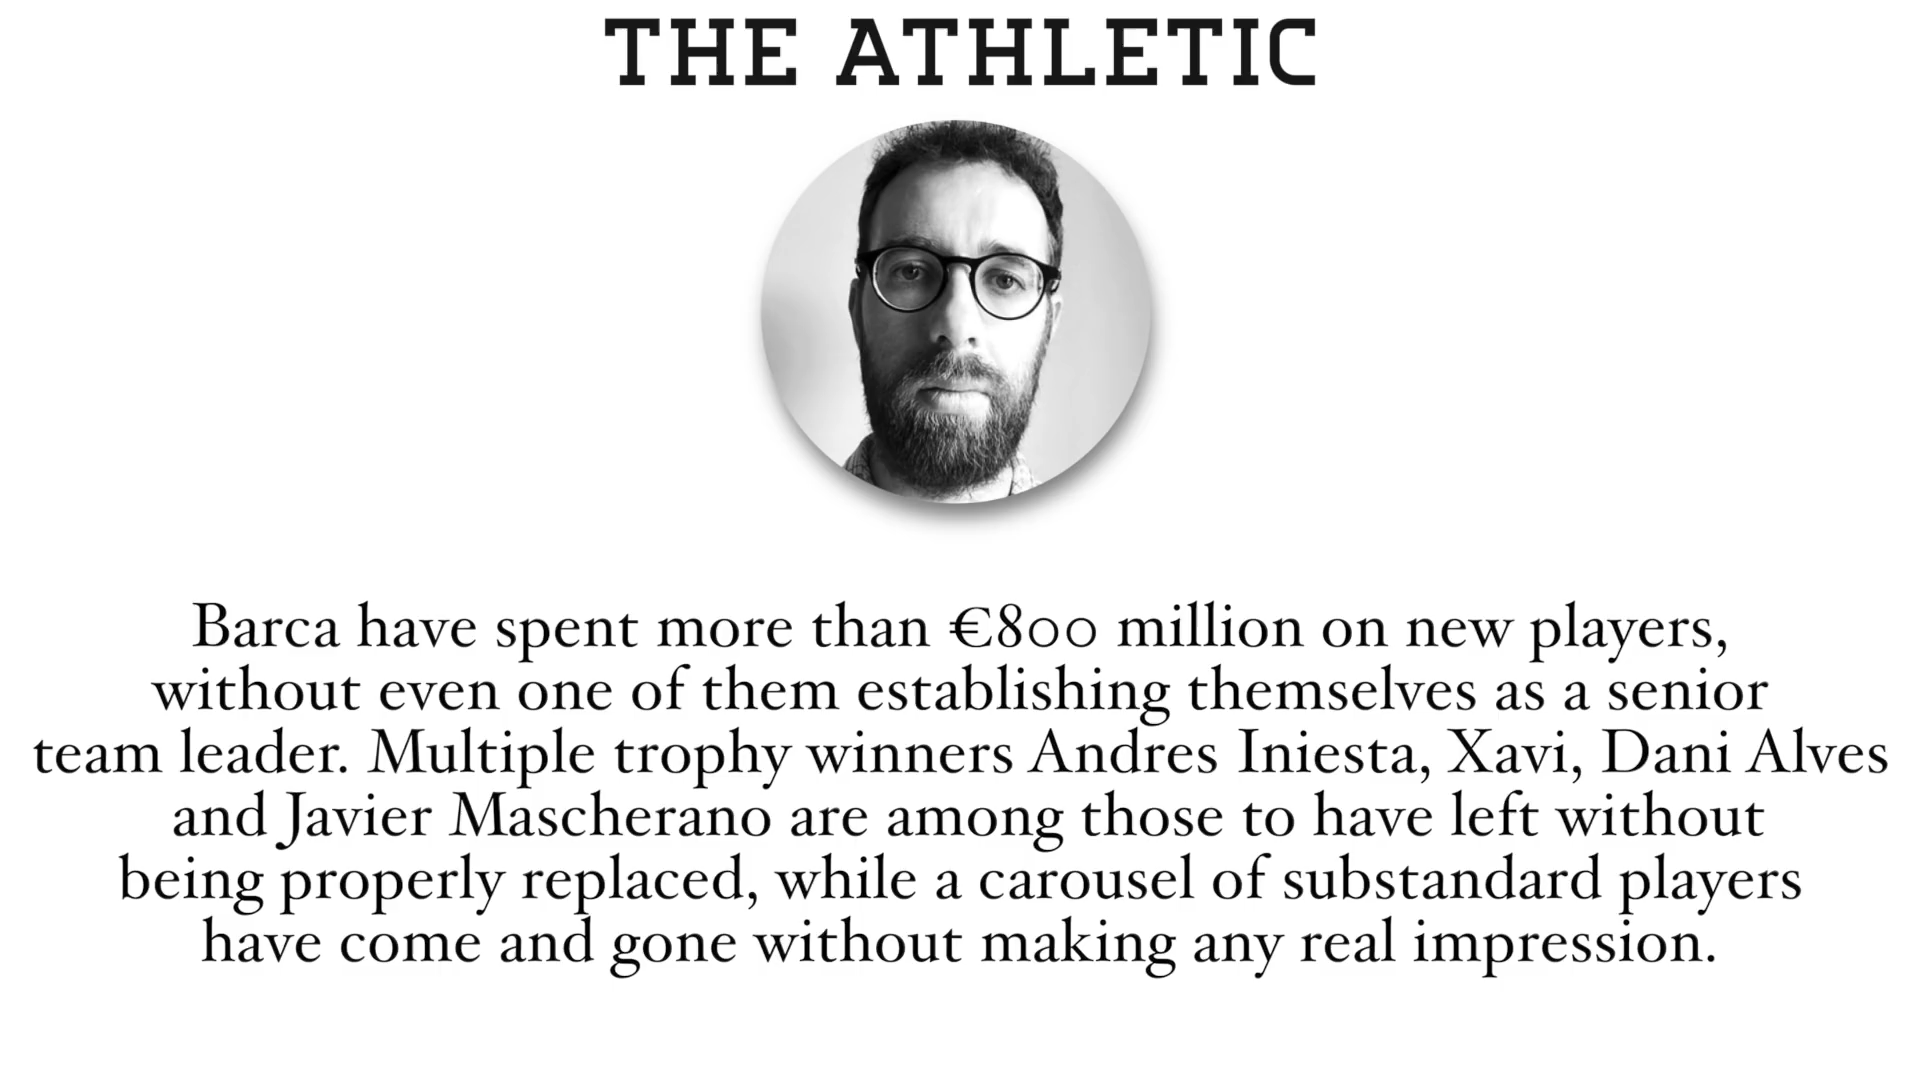 THE ATHLETIC
Barca have spent more than €800 million on new players,
without even one of them establishing themselves as a senior
team leader. Multiple trophy winners Andres Iniesta, Xavi, Dani Alves
and Javier Mascherano are among those to have left without
being properly replaced, while a carousel of substandard players
have come and gone without making any real impression.